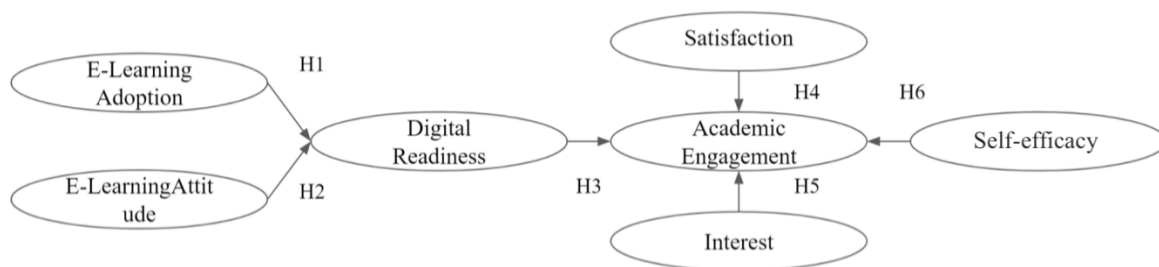 Satisfaction
E-Learning
Adoption
H1
H4
H6
Digital
Readiness
Academic
Engagement
Self-efficacy
E-LearningAttit
ude
H2
H3
H5
Interest